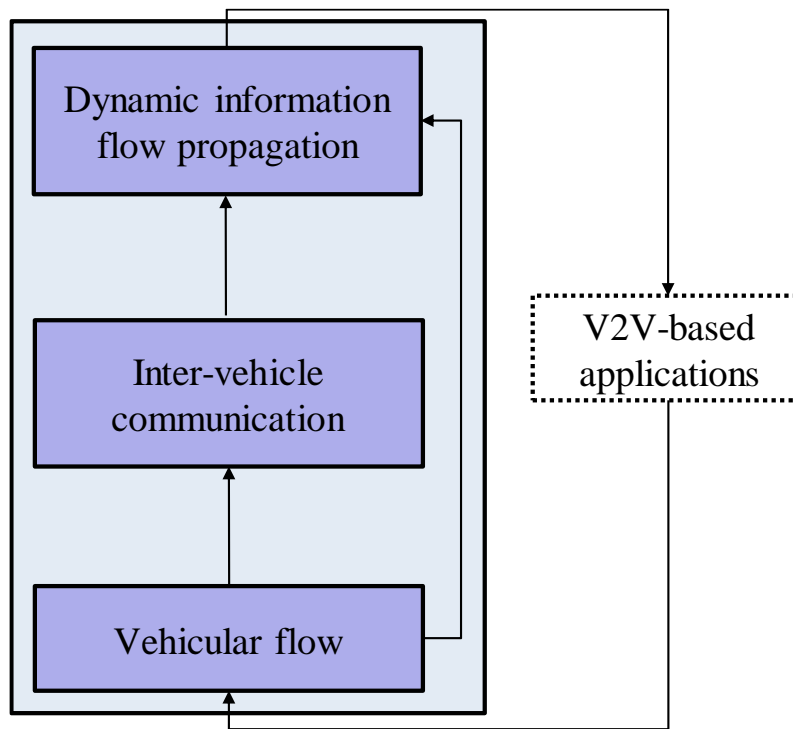 Dynamic information
flow propagation
V2V-based
applications
Inter-vehicle
communication
Vehicular flow